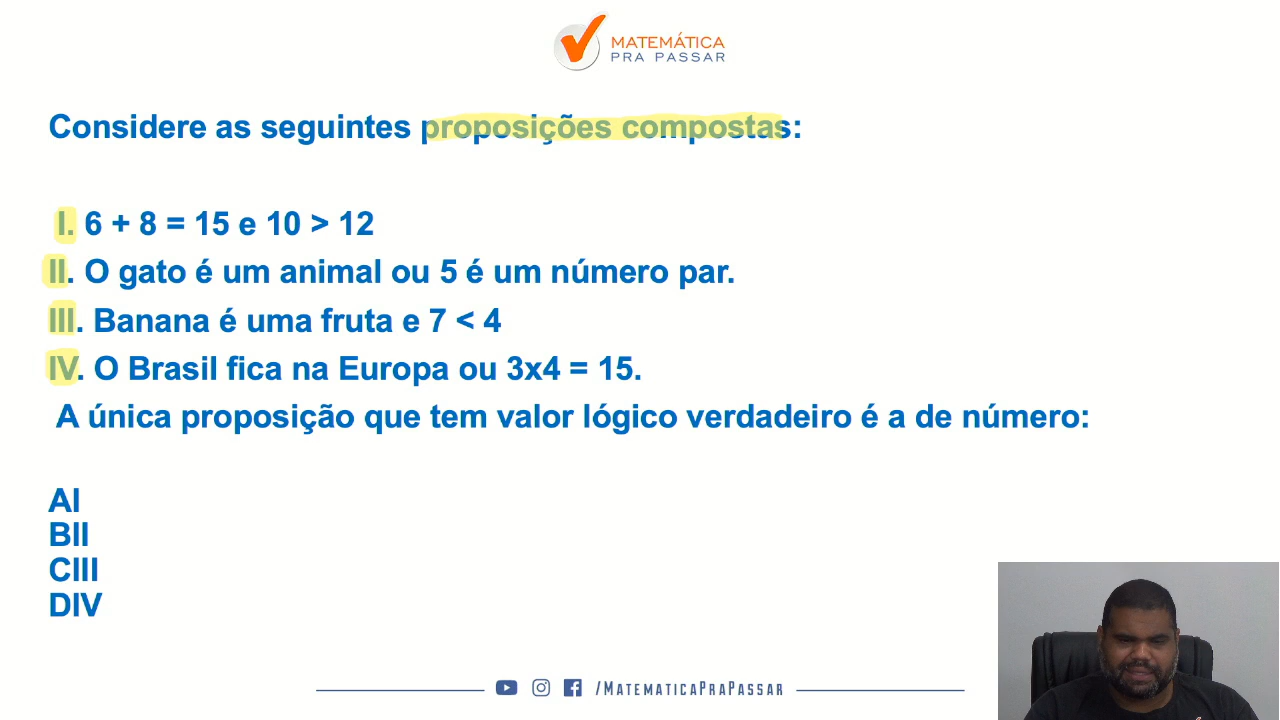 MATEMÁTICA
PRA PASSAR
Considere as seguintes proposições compostas:
I. 6 + 8 = 15 e 10 > 12
II. O gato é um animal ou 5 é um número par.
III. Banana é uma fruta e 7 < 4
IV. O Brasil fica na Europa ou 3x4 = 15.
A única proposição que tem valor lógico verdadeiro é a de número:
AI
BII
CIII
DIV
/MATEMATICAPRAPASSAR